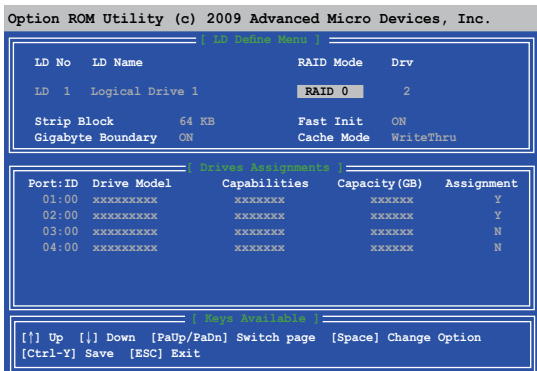 Option ROM Utility (c) 2009 Advanced Micro Devices, Inc.
[ LD Define Menu ]
LD No LD Name RAID Mode Drv
LD 1 Logical Drive 1 RAID 0 2
Strip Block 64 KB Fast Init ON
Gigabyte Boundary ON Cache Mode WriteThru
[ Drives Assignments ]
Port:ID Drive Model Capabilities Capacity(GB) Assignment
01:00 xxxxxxxxx xxxxxxx xxxxxx Y
02:00 xxxxxxxxx xxxxxxx xxxxxx Y
03:00 xxxxxxxxx xxxxxxx xxxxxx N
04:00 xxxxxxxxx xxxxxxx xxxxxx N
[ Keys Available ]
[↑] Up [↓] Down [PaUp/PaDn] Switch page [Space] Change Option
[Ctrl-Y] Save [ESC] Exit